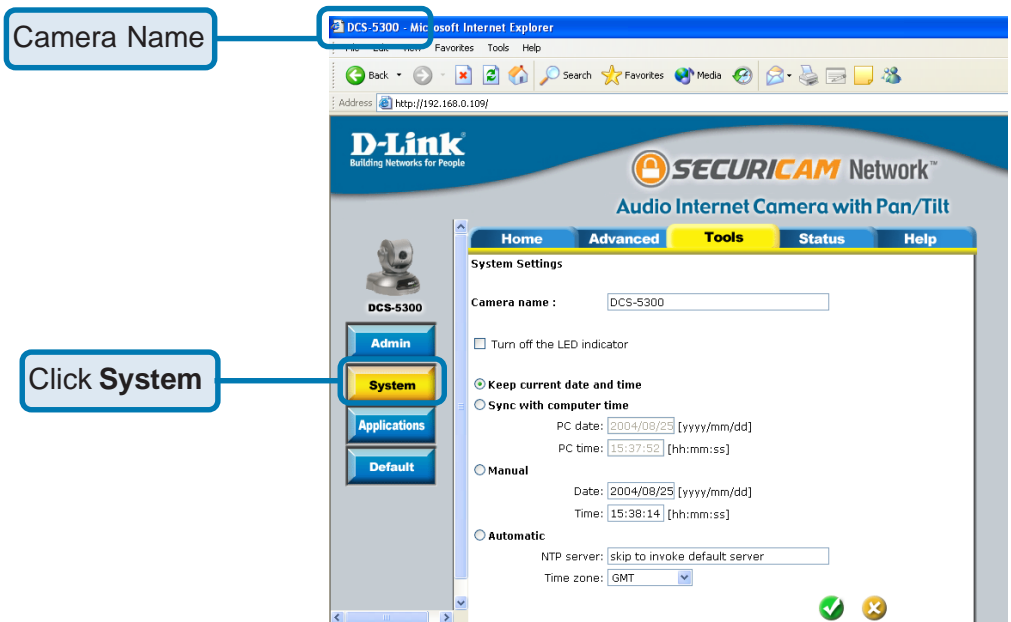 Camera Name
DCS-5300 - Microsoft Internet Explorer
File Edit View Favorites Tools Help
Back Search Favorites Media
Address http://192.168.0.109/
D-Link
Building Networks for People
SECURICAM Network™
Audio Internet Camera with Pan/Tilt
Home Advanced Tools Status Help
System Settings
DCS-5300
Camera name : DCS-5300
Admin
Turn off the LED indicator
Click System
System
Keep current date and time
Sync with computer time
Applications
PC date: 2004/08/25 [yyyy/mm/dd]
PC time: 15:37:52 [hh:mm:ss]
Default
Manual
Date: 2004/08/25 [yyyy/mm/dd]
Time: 15:38:14 [hh:mm:ss]
Automatic
NTP server: skip to invoke default server
Time zone: GMT